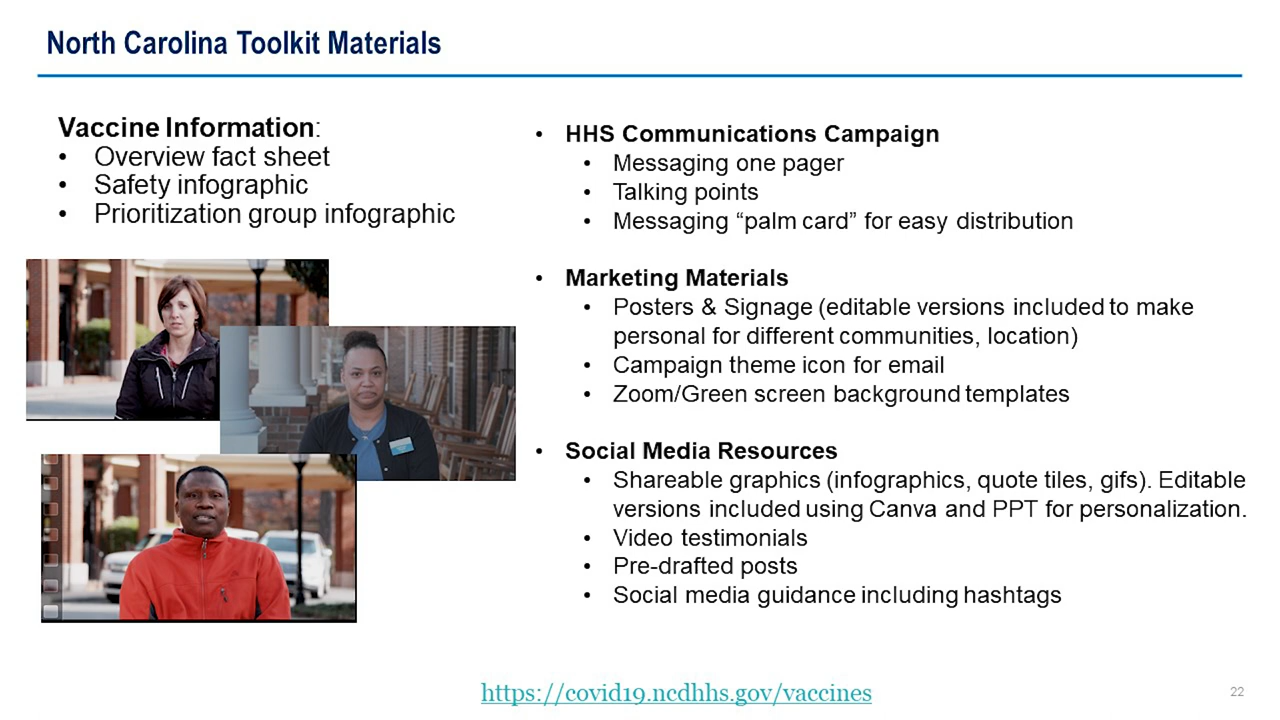 North Carolina Toolkit Materials
Vaccine Information:
• Overview fact sheet
• Safety infographic
• Prioritization group infographic
• HHS Communications Campaign
• Messaging one pager
• Talking points
• Messaging “palm card” for easy distribution
• Marketing Materials
• Posters & Signage (editable versions included to make
personal for different communities, location)
• Campaign theme icon for email
• Zoom/Green screen background templates
• Social Media Resources
• Shareable graphics (infographics, quote tiles, gifs). Editable
versions included using Canva and PPT for personalization.
• Video testimonials
• Pre-drafted posts
• Social media guidance including hashtags
https://covid19.ncdhhs.gov/vaccines
22